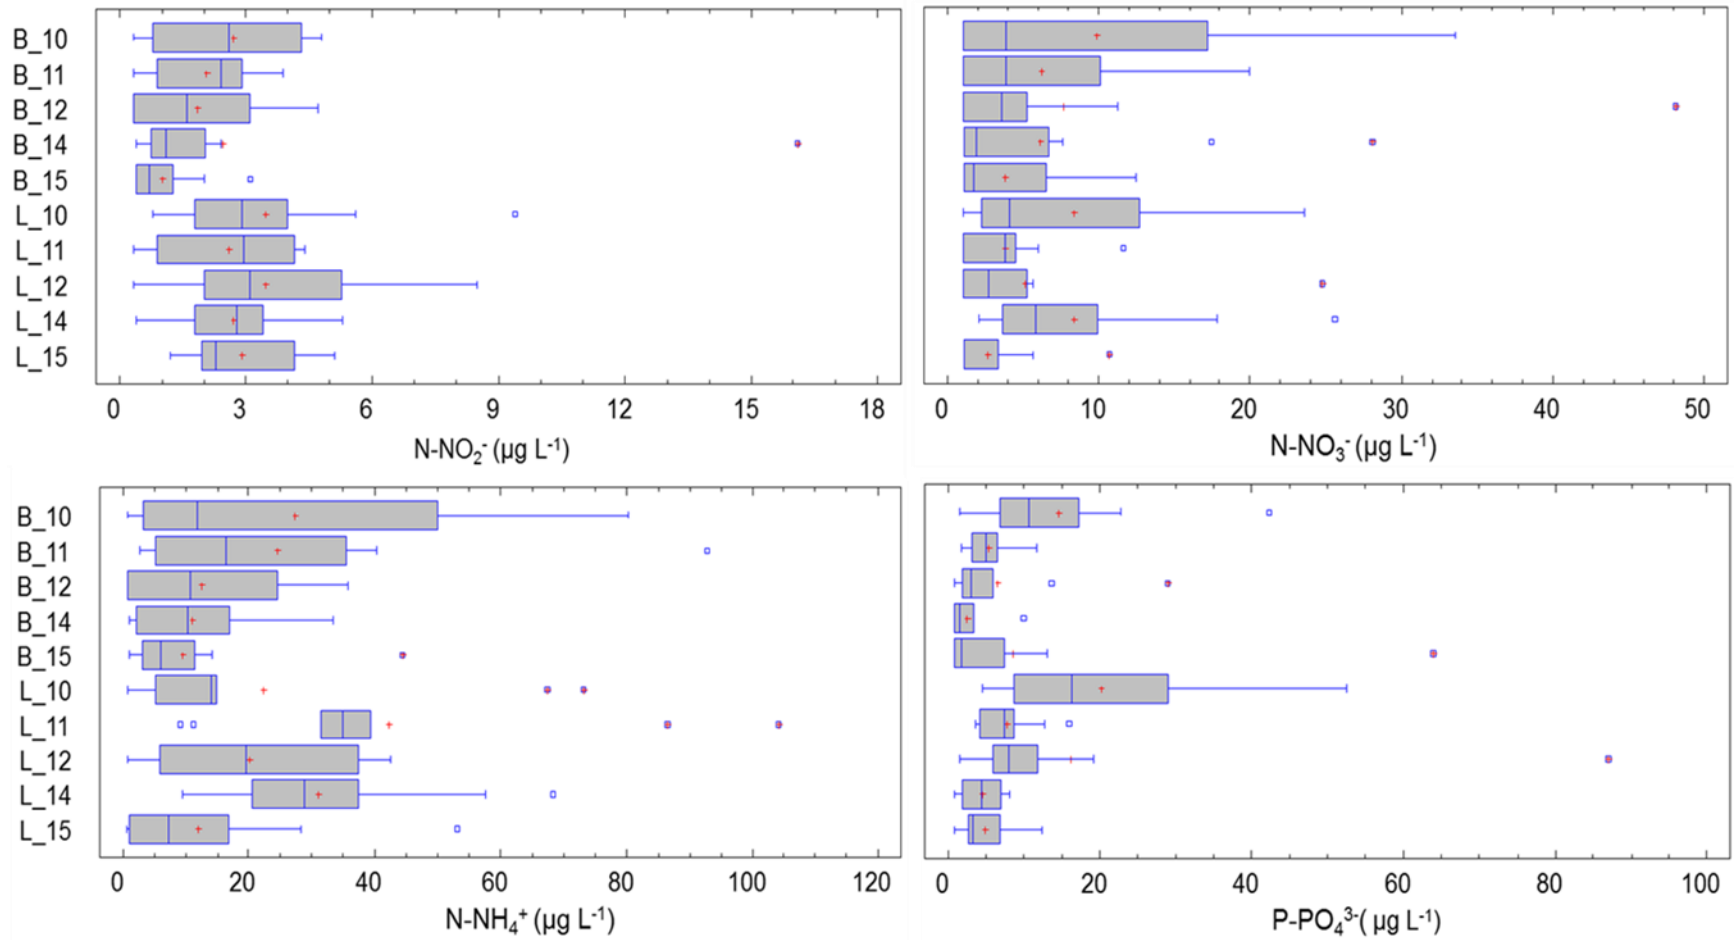 B_10
B_11
B_12
B_14
B_15
L_10
L_11
L_12
L_14
L_15
0 3 6 9 12 15 18
N-NO₂⁻ (µg L⁻¹)
0 10 20 30 40 50
N-NO₃⁻ (µg L⁻¹)
B_10
B_11
B_12
B_14
B_15
L_10
L_11
L_12
L_14
L_15
0 20 40 60 80 100 120
N-NH₄⁺ (µg L⁻¹)
0 20 40 60 80 100
P-PO₄³⁻( µg L⁻¹)